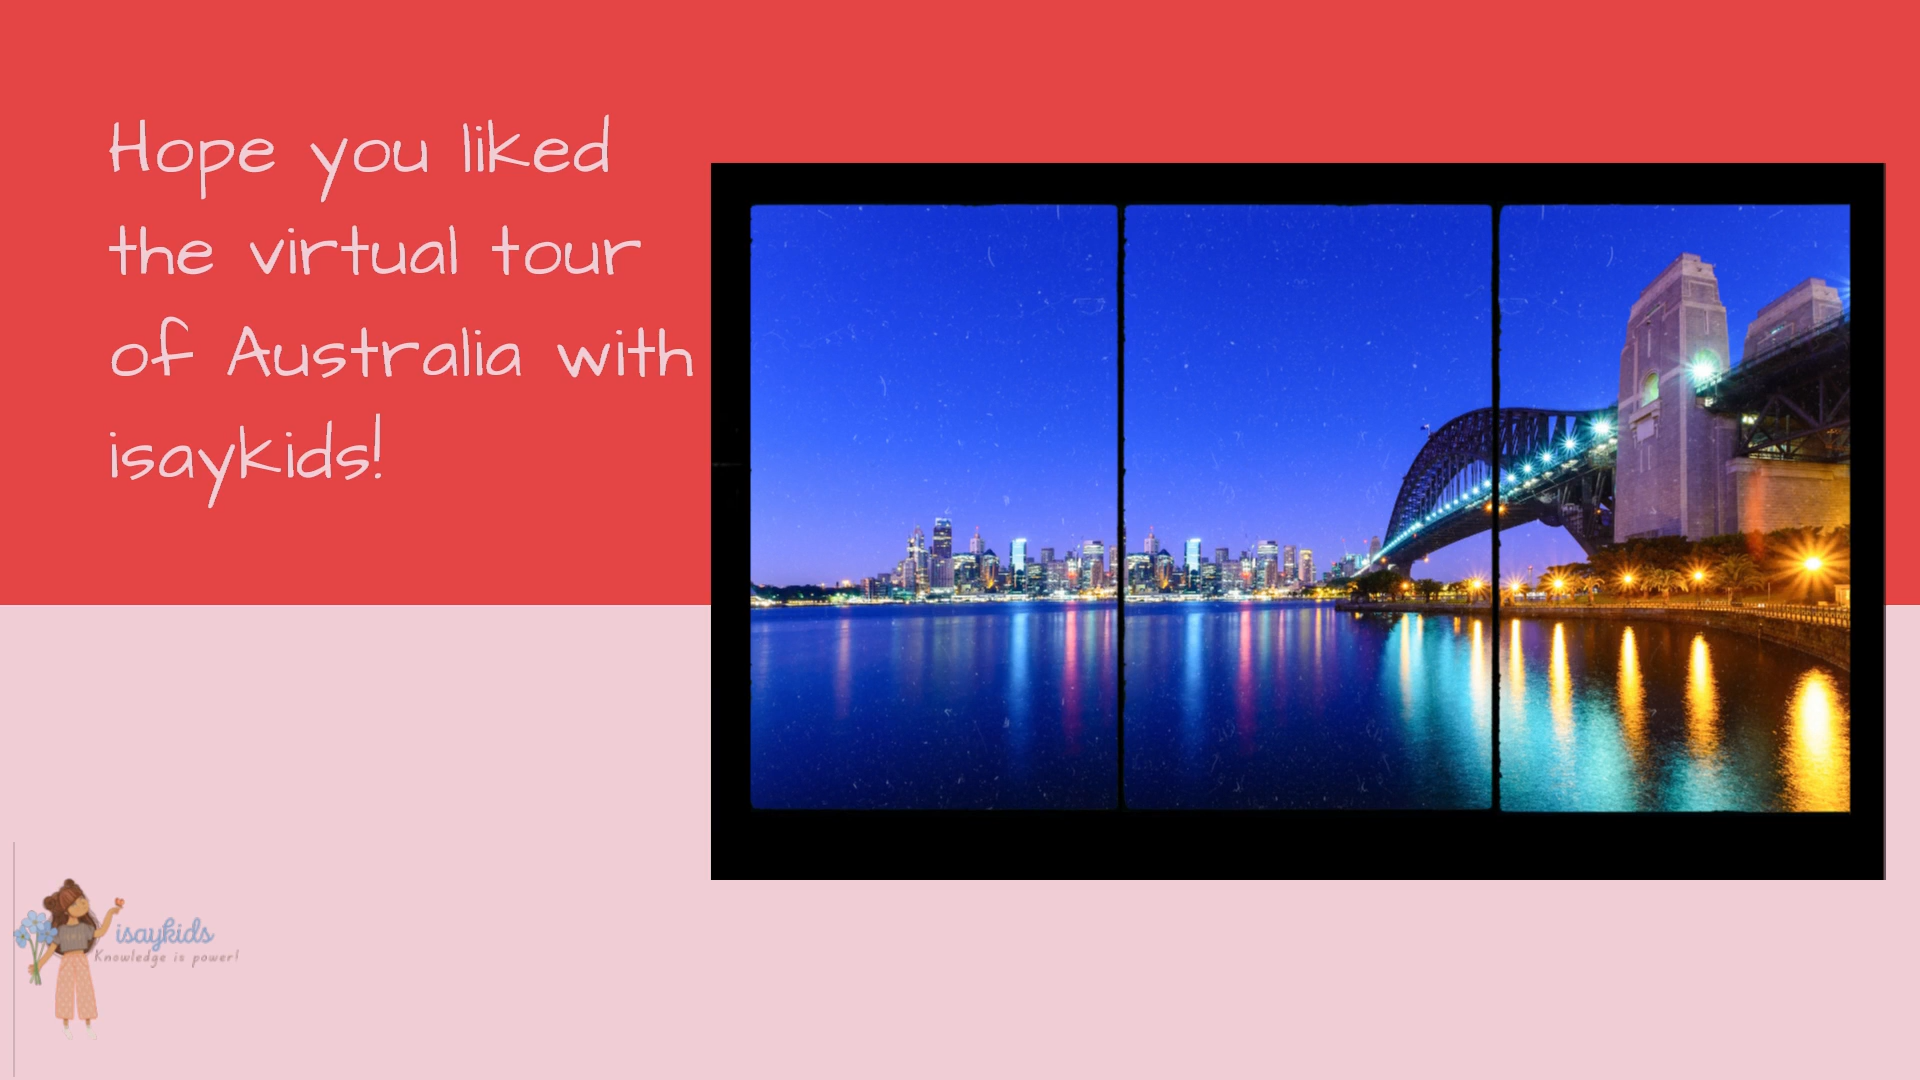 Hope you liked
the virtual tour
of Australia with
isaykids!
isaykids
Knowledge is power!